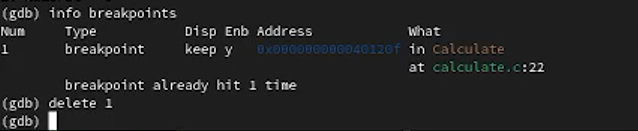 (gdb) info breakpoints
Num     Type           Disp Enb Address            What
1       breakpoint     keep y   0x000000000040120f in Calculate
at calculate.c:22
breakpoint already hit 1 time
(gdb) delete 1
(gdb)